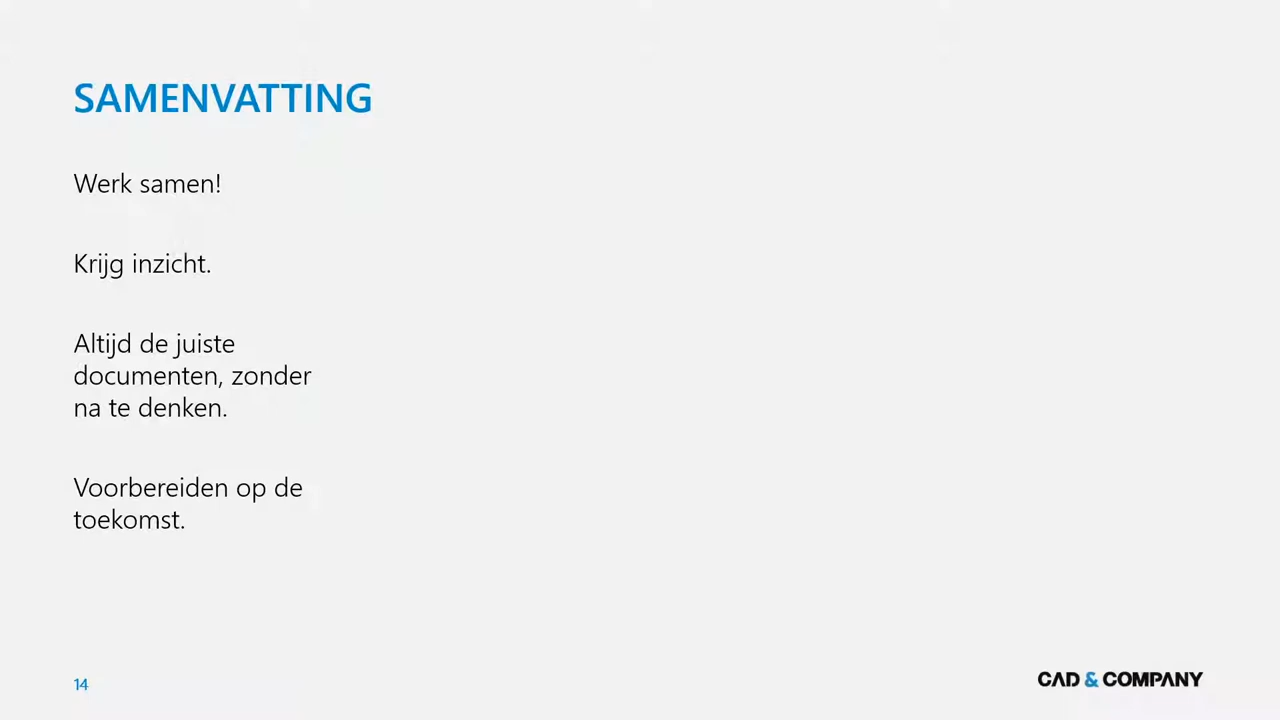 SAMENVATTING
Werk samen!
Krijg inzicht.
Altijd de juiste
documenten, zonder
na te denken.
Voorbereiden op de
toekomst.
14
CAD & COMPANY